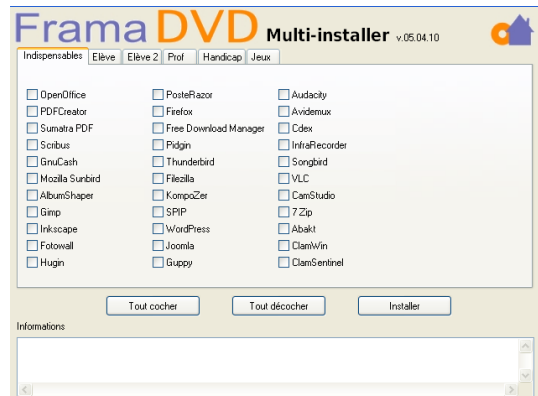 Frama DVD Multi-installer v.05.04.10
Indispensables Elève Elève 2 Prof Handicap Jeux
OpenOffice PosteRazor Audacity
PDFCreator Firefox Avidemux
Sumatra PDF Free Download Manager Cdex
Scribus Pidgin InfraRecorder
GnuCash Thunderbird Songbird
Mozilla Sunbird Filezilla VLC
AlbumShaper KompoZer CamStudio
Gimp SPIP 7 Zip
Inkscape WordPress Abakt
Fotowall Joomla ClamWin
Hugin Guppy ClamSentinel
Tout cocher Tout décocher Installer
Informations